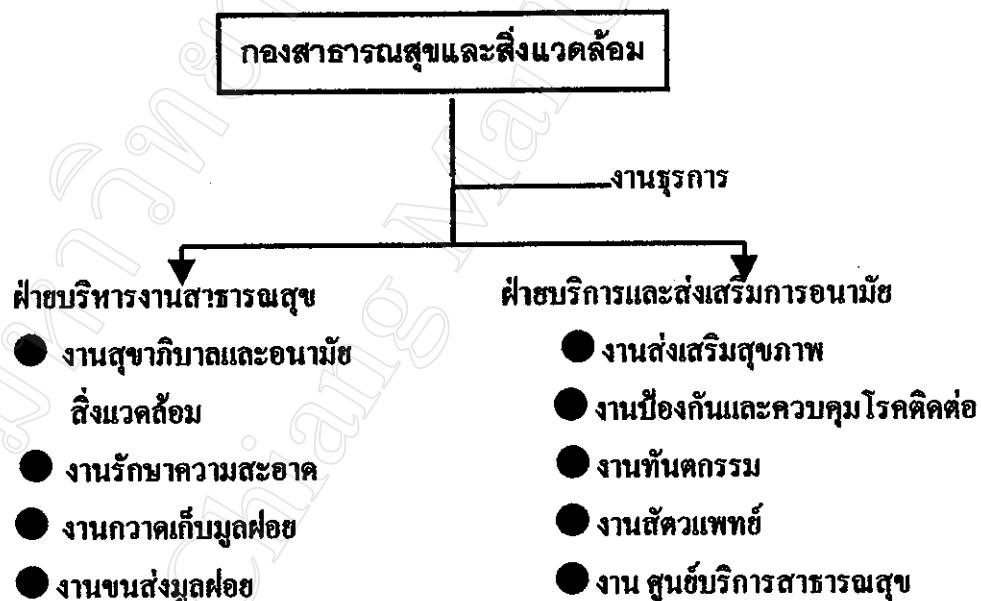 กองสาธารณสุขและสิ่งแวดล้อม
งานธุรการ
ฝ่ายบริหารงานสาธารณสุข
งานสุขาภิบาลและอนามัย
สิ่งแวดล้อม
งานรักษาความสะอาด
งานกวาดเก็บมูลฝอย
งานขนส่งมูลฝอย
ฝ่ายบริการและส่งเสริมการอนามัย
งานส่งเสริมสุขภาพ
งานป้องกันและควบคุมโรคติดต่อ
งานทันตกรรม
งานสัตวแพทย์
งาน ศูนย์บริการสาธารณสุข
Chiang Mai